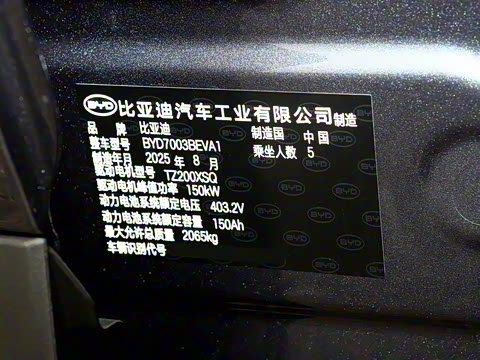 BYD 比亚迪汽车工业有限公司 制造
品 牌 比亚迪 制造国 中国
整车型号 BYD7003BEVA1 乘坐人数 5
制造年月 2025 年 8 月
驱动电机型号 TZ200XSQ
驱动电机峰值功率 150kW
动力电池系统额定电压 403.2V
动力电池系统额定容量 150Ah
最大允许总质量 2065kg
车辆识别代号